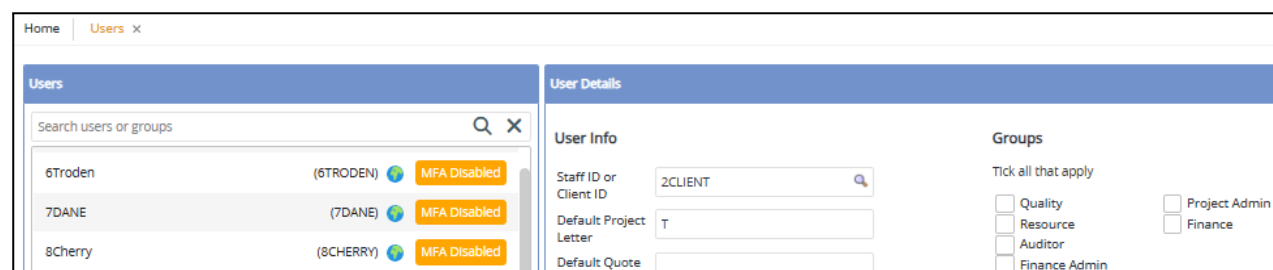 Home Users ×
Users
Search users or groups
6Troden (6TRODEN) MFA Disabled
7DANE (7DANE) MFA Disabled
8Cherry (8CHERRY) MFA Disabled
User Details
User Info
Staff ID or
Client ID
2CLIENT
Default Project
Letter
T
Default Quote
Groups
Tick all that apply
Quality
Resource
Auditor
Finance Admin
Project Admin
Finance